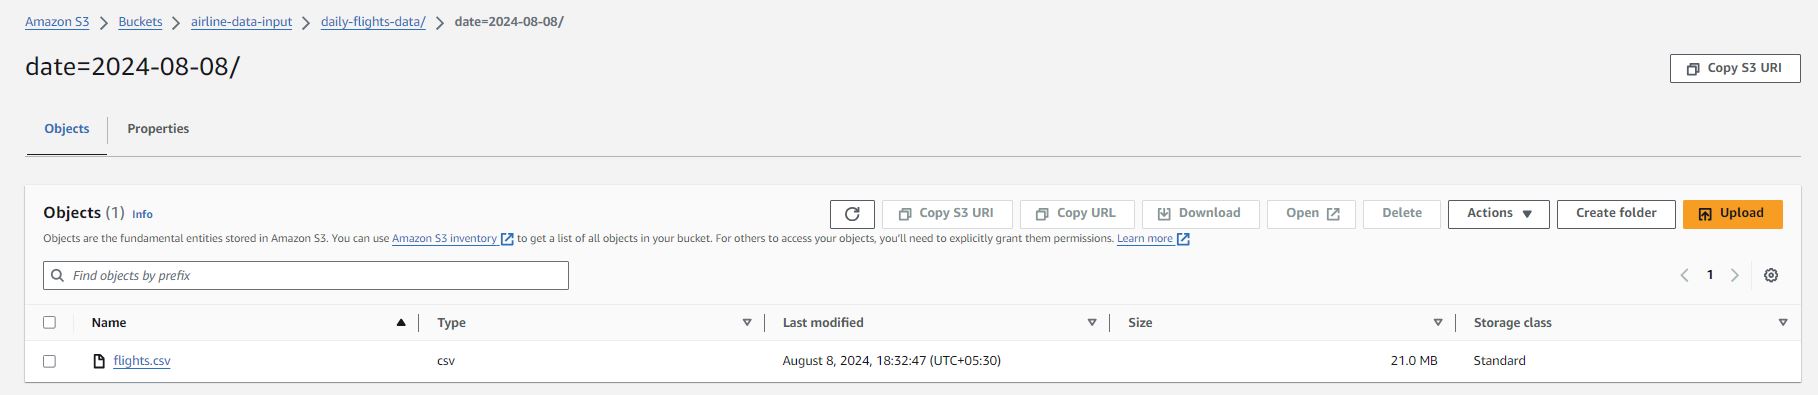 Amazon S3 > Buckets > airline-data-input > daily-flights-data/ > date=2024-08-08/
date=2024-08-08/
Copy S3 URI
Objects Properties
Objects (1) Info
Copy S3 URI Copy URL Download Open Delete Actions Create folder Upload
Objects are the fundamental entities stored in Amazon S3. You can use Amazon S3 inventory to get a list of all objects in your bucket. For others to access your objects, you'll need to explicitly grant them permissions. Learn more
Find objects by prefix
1
Name Type Last modified Size Storage class
flights.csv csv August 8, 2024, 18:32:47 (UTC+05:30) 21.0 MB Standard